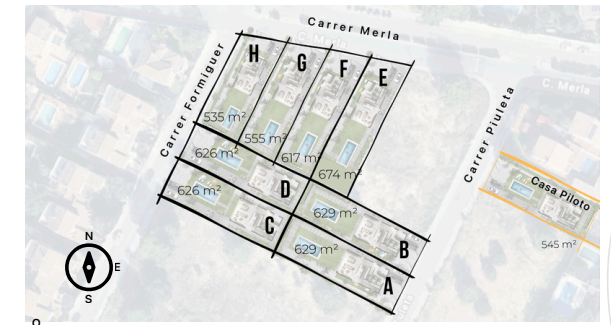 Carrer Merla
C. Merla
C. Merla
Carrer Formiguer
Carrer Piuleta
H
G
F
E
535 m²
555 m²
617 m²
674 m²
626 m²
D
626 m²
C
629 m²
B
629 m²
A
Casa Piloto
545 m²
N
E
S